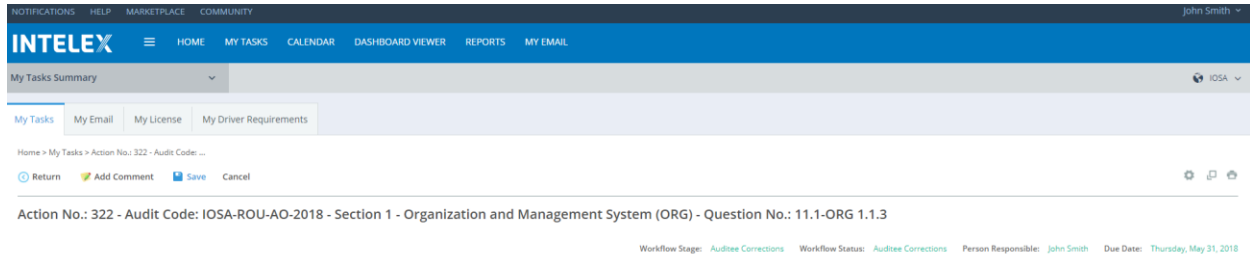 NOTIFICATIONS HELP MARKETPLACE COMMUNITY John Smith
INTELEX HOME MY TASKS CALENDAR DASHBOARD VIEWER REPORTS MY EMAIL
My Tasks Summary IOSA
My Tasks My Email My License My Driver Requirements
Home > My Tasks > Action No.: 322 - Audit Code: ...
Return Add Comment Save Cancel
Action No.: 322 - Audit Code: IOSA-ROU-AO-2018 - Section 1 - Organization and Management System (ORG) - Question No.: 11.1-ORG 1.1.3
Workflow Stage: Auditee Corrections Workflow Status: Auditee Corrections Person Responsible: John Smith Due Date: Thursday, May 31, 2018